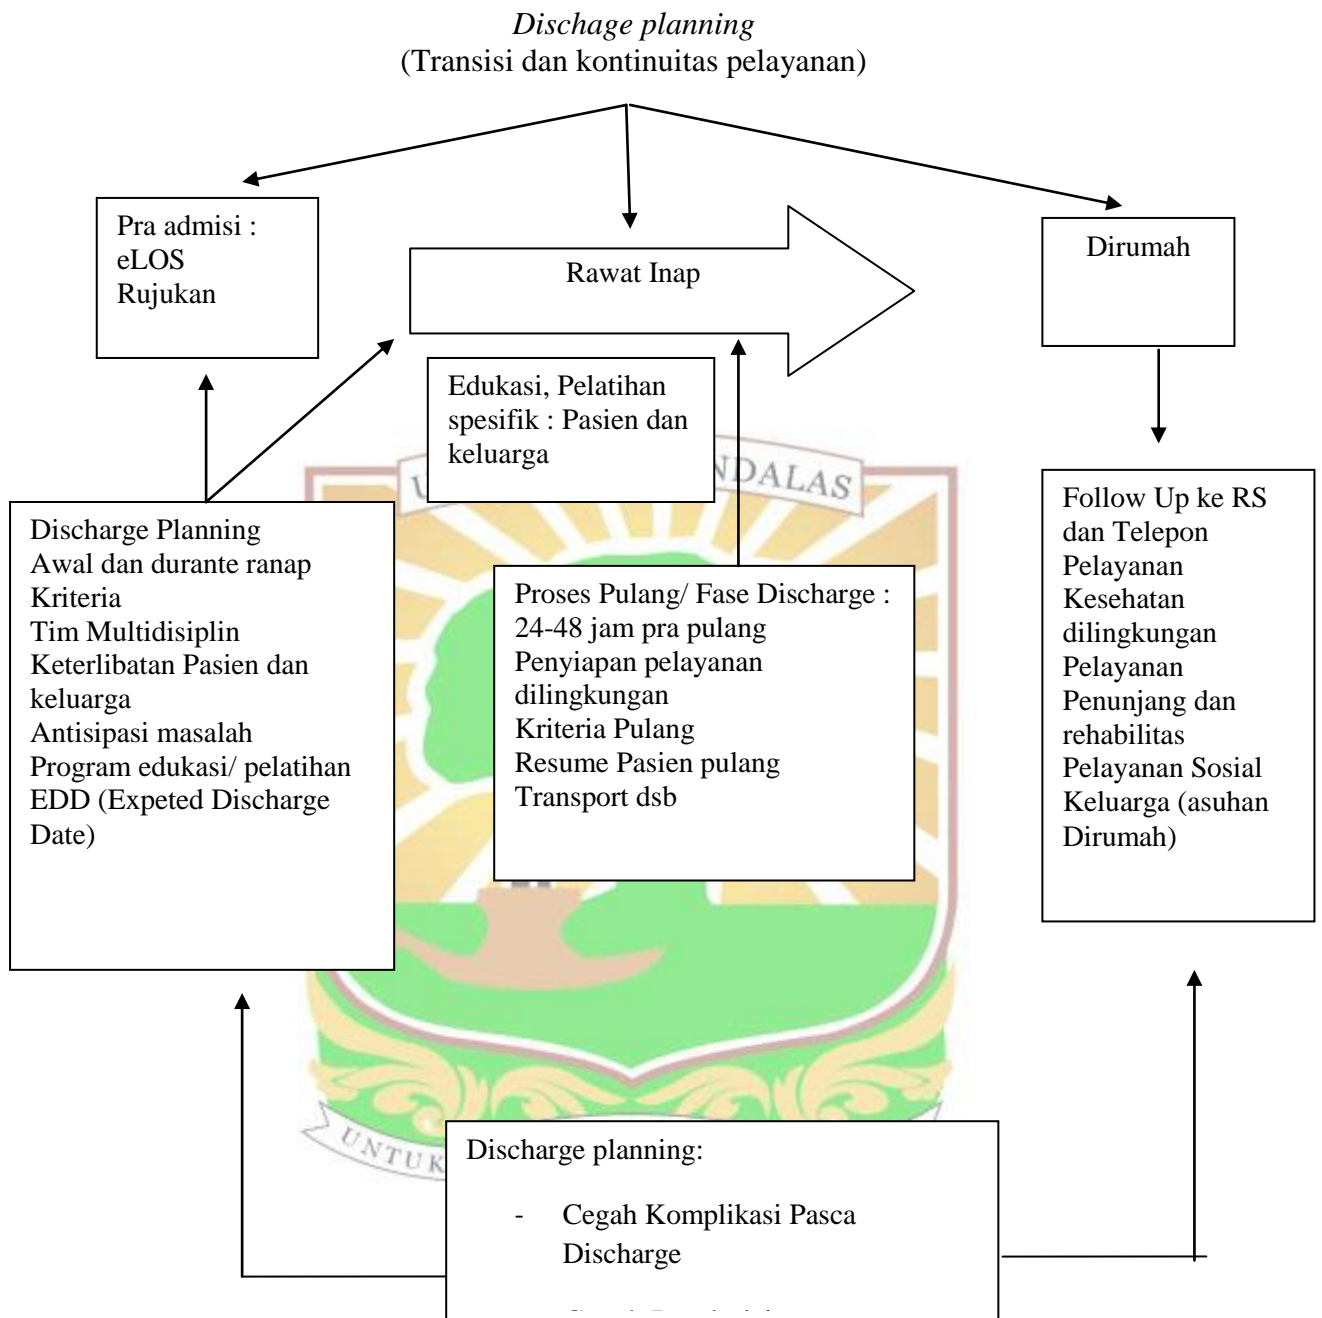 Dischage planning
(Transisi dan kontinuitas pelayanan)
Pra admisi :
eLOS
Rujukan
Rawat Inap
Dirumah
Edukasi, Pelatihan
spesifik : Pasien dan
keluarga
NDALAS
Discharge Planning
Awal dan durante ranap
Kriteria
Tim Multidisiplin
Keterlibatan Pasien dan
keluarga
Antisipasi masalah
Program edukasi/ pelatihan
EDD (Expeted Discharge
Date)
Proses Pulang/ Fase Discharge :
24-48 jam pra pulang
Penyiapan pelayanan
dilingkungan
Kriteria Pulang
Resume Pasien pulang
Transport dsb
Follow Up ke RS
dan Telepon
Pelayanan
Kesehatan
dilingkungan
Pelayanan
Penunjang dan
rehabilitas
Pelayanan Sosial
Keluarga (asuhan
Dirumah)
UNTUK
Discharge planning:
- Cegah Komplikasi Pasca
Discharge